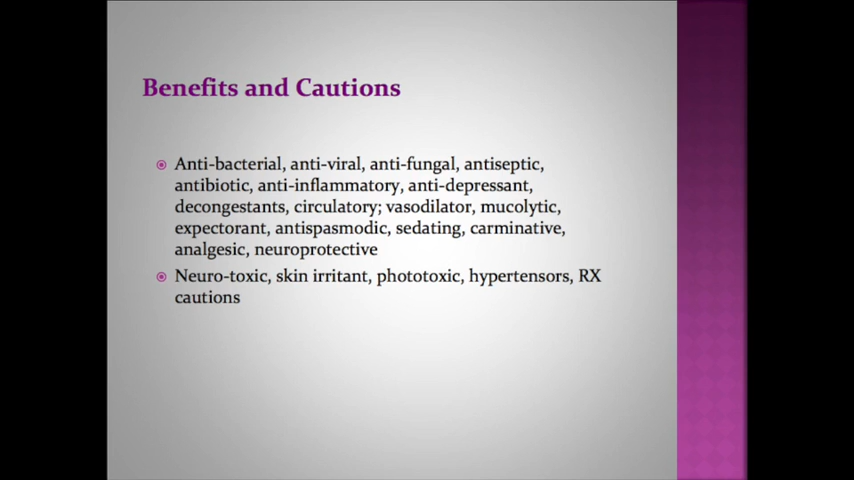 Benefits and Cautions
Anti-bacterial, anti-viral, anti-fungal, antiseptic,
antibiotic, anti-inflammatory, anti-depressant,
decongestants, circulatory; vasodilator, mucolytic,
expectorant, antispasmodic, sedating, carminative,
analgesic, neuroprotective
Neuro-toxic, skin irritant, phototoxic, hypertensors, RX
cautions